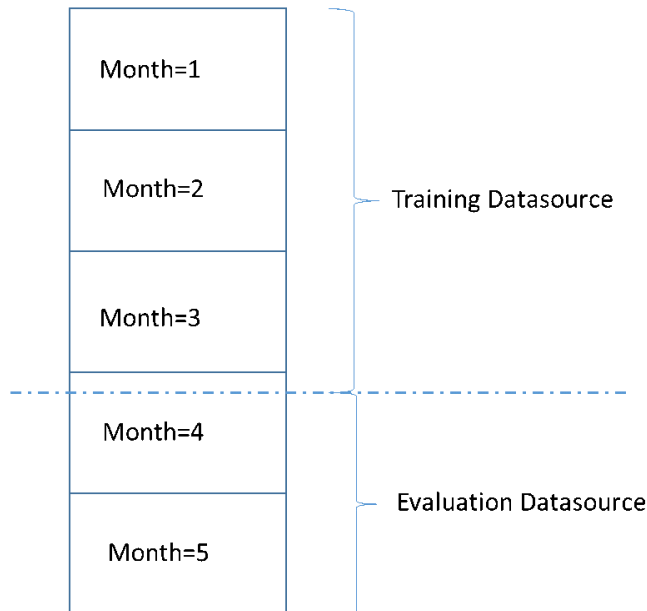 Month=1
Month=2
Training Datasource
Month=3
Month=4
Evaluation Datasource
Month=5